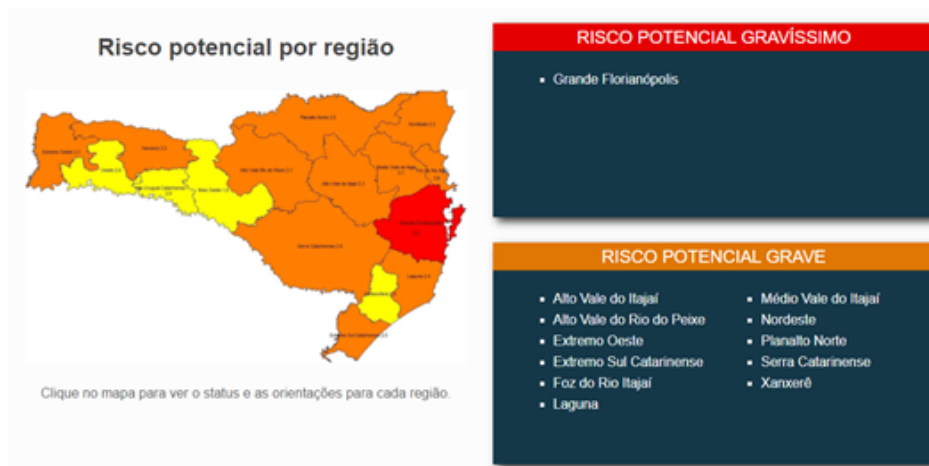 Risco potencial por região
Clique no mapa para ver o status e as orientações para cada região.
RISCO POTENCIAL GRAVÍSSIMO
Grande Florianópolis
RISCO POTENCIAL GRAVE
Alto Vale do Itajaí
Alto Vale do Rio do Peixe
Extremo Oeste
Extremo Sul Catarinense
Foz do Rio Itajaí
Laguna
Médio Vale do Itajaí
Nordeste
Planalto Norte
Serra Catarinense
Xanxerê